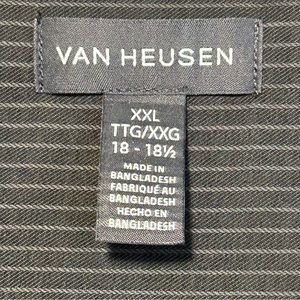 VAN HEUSEN
XXL
TTG/XXG
18 - 18½
MADE IN
BANGLADESH
FABRIQUÉ AU
BANGLADESH
HECHO EN
BANGLADESH